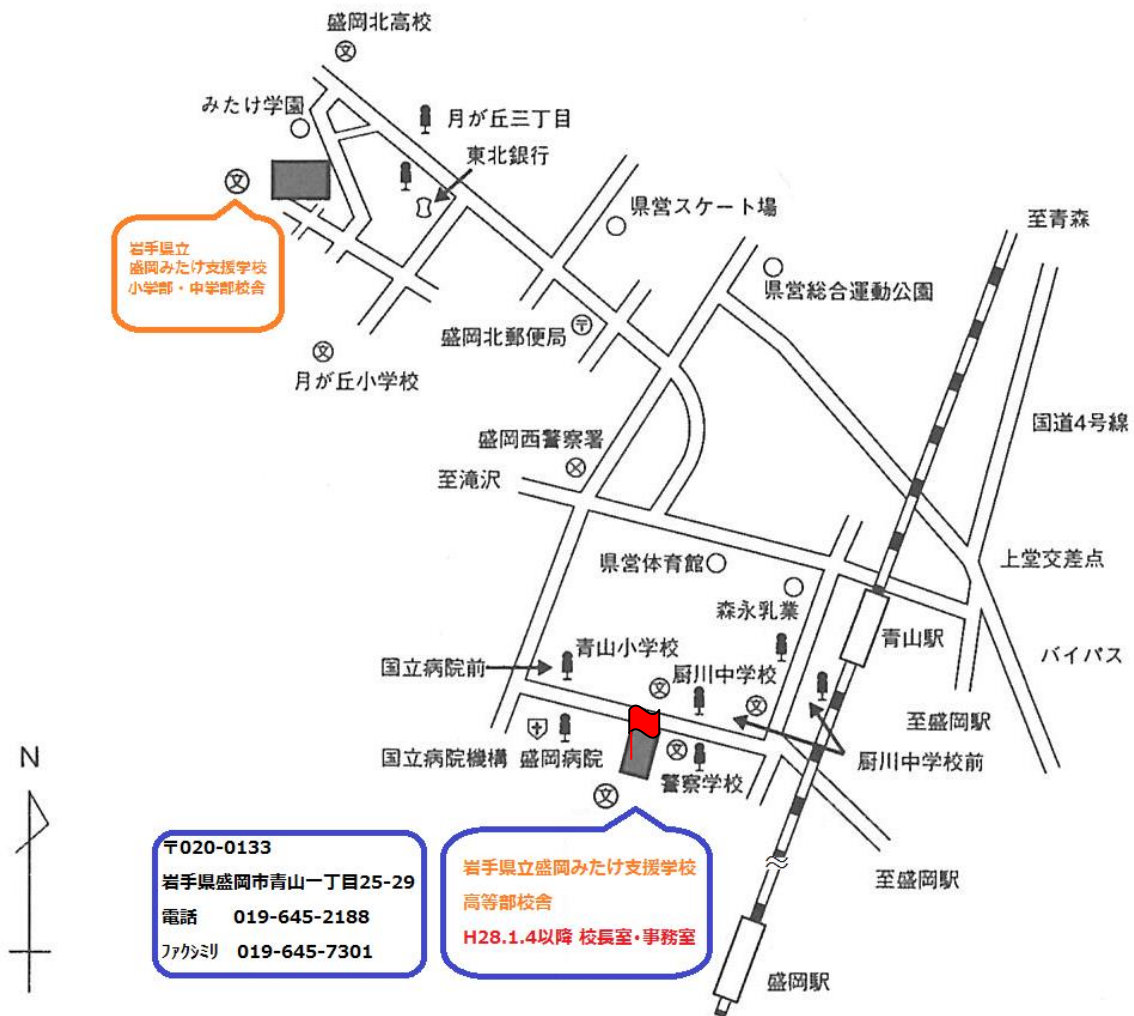 盛岡北高校
文
みたけ学園
月が丘三丁目
東北銀行
文
県営スケート場
至青森
岩手県立
盛岡みたけ支援学校
小学部・中学部校舎
県営総合運動公園
盛岡北郵便局
〒
文
月が丘小学校
国道4号線
盛岡西警察署
至滝沢
県営体育館
上堂交差点
森永乳業
青山駅
青山小学校
バイパス
国立病院前
厨川中学校
文
文
至盛岡駅
N
国立病院機構 盛岡病院
文
警察学校
厨川中学校前
文
〒020-0133
岩手県盛岡市青山一丁目25-29
電話 019-645-2188
ファクシミリ 019-645-7301
岩手県立盛岡みたけ支援学校
高等部校舎
H28.1.4以降 校長室・事務室
至盛岡駅
盛岡駅